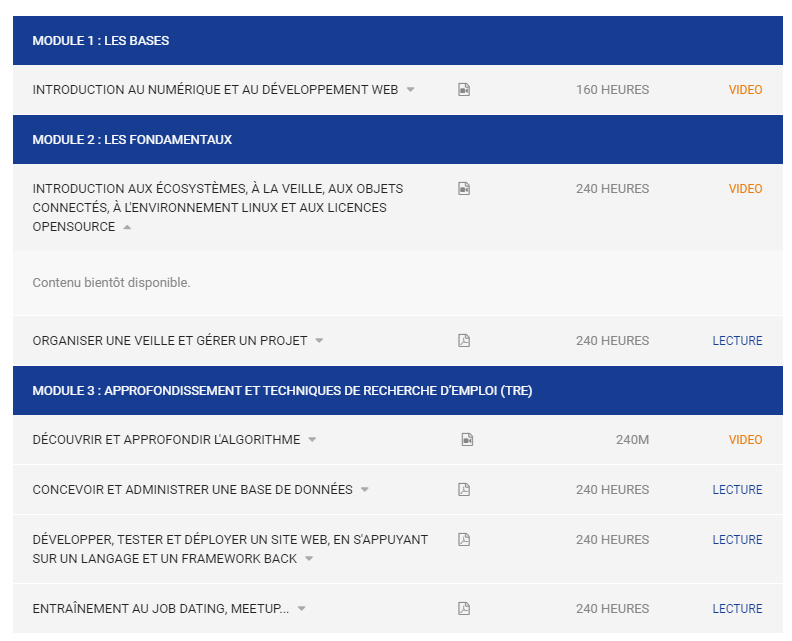 MODULE 1 : LES BASES
INTRODUCTION AU NUMÉRIQUE ET AU DÉVELOPPEMENT WEB 160 HEURES VIDEO
MODULE 2 : LES FONDAMENTAUX
INTRODUCTION AUX ÉCOSYSTÈMES, À LA VEILLE, AUX OBJETS 240 HEURES VIDEO
CONNECTÉS, À L'ENVIRONNEMENT LINUX ET AUX LICENCES
OPENSOURCE
Contenu bientôt disponible.
ORGANISER UNE VEILLE ET GÉRER UN PROJET 240 HEURES LECTURE
MODULE 3 : APPROFONDISSEMENT ET TECHNIQUES DE RECHERCHE D'EMPLOI (TRE)
DÉCOUVRIR ET APPROFONDIR L'ALGORITHME 240M VIDEO
CONCEVOIR ET ADMINISTRER UNE BASE DE DONNÉES 240 HEURES LECTURE
DÉVELOPPER, TESTER ET DÉPLOYER UN SITE WEB, EN S'APPUYANT 240 HEURES LECTURE
SUR UN LANGAGE ET UN FRAMEWORK BACK
ENTRAÎNEMENT AU JOB DATING, MEETUP... 240 HEURES LECTURE